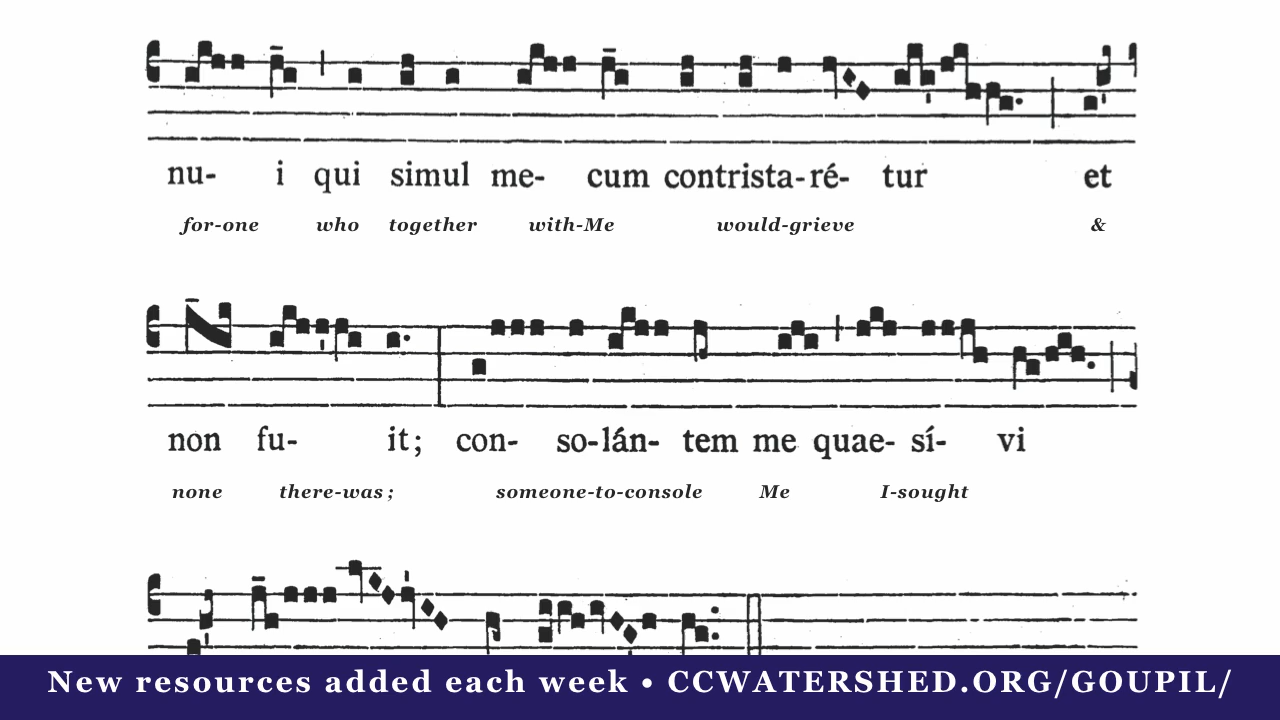 nu- i qui simul me- cum contrista-ré- tur et
for-one who together with-Me would-grieve &
non fu- it; con- so-lán- tem me quae- sí- vi
none there-was; someone-to-console Me I-sought
New resources added each week • CCWATERSHED.ORG/GOUPIL/